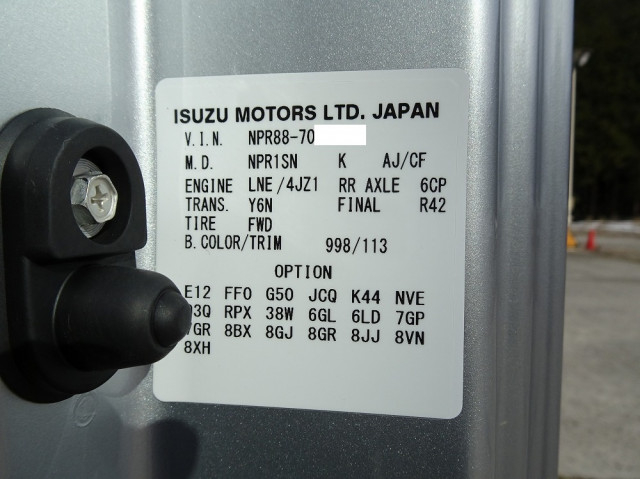 ISUZU MOTORS LTD. JAPAN
V.I.N. NPR88-70
M.D. NPR1SN K AJ/CF
ENGINE LNE/4JZ1 RR AXLE 6CP
TRANS. Y6N FINAL R42
TIRE FWD
B.COLOR/TRIM 998/113
OPTION
E12 FF0 G50 JCQ K44 NVE
RPX 38W 6GL 6LD 7GP
7GR 8BX 8GJ 8GR 8JJ 8VN
8XH